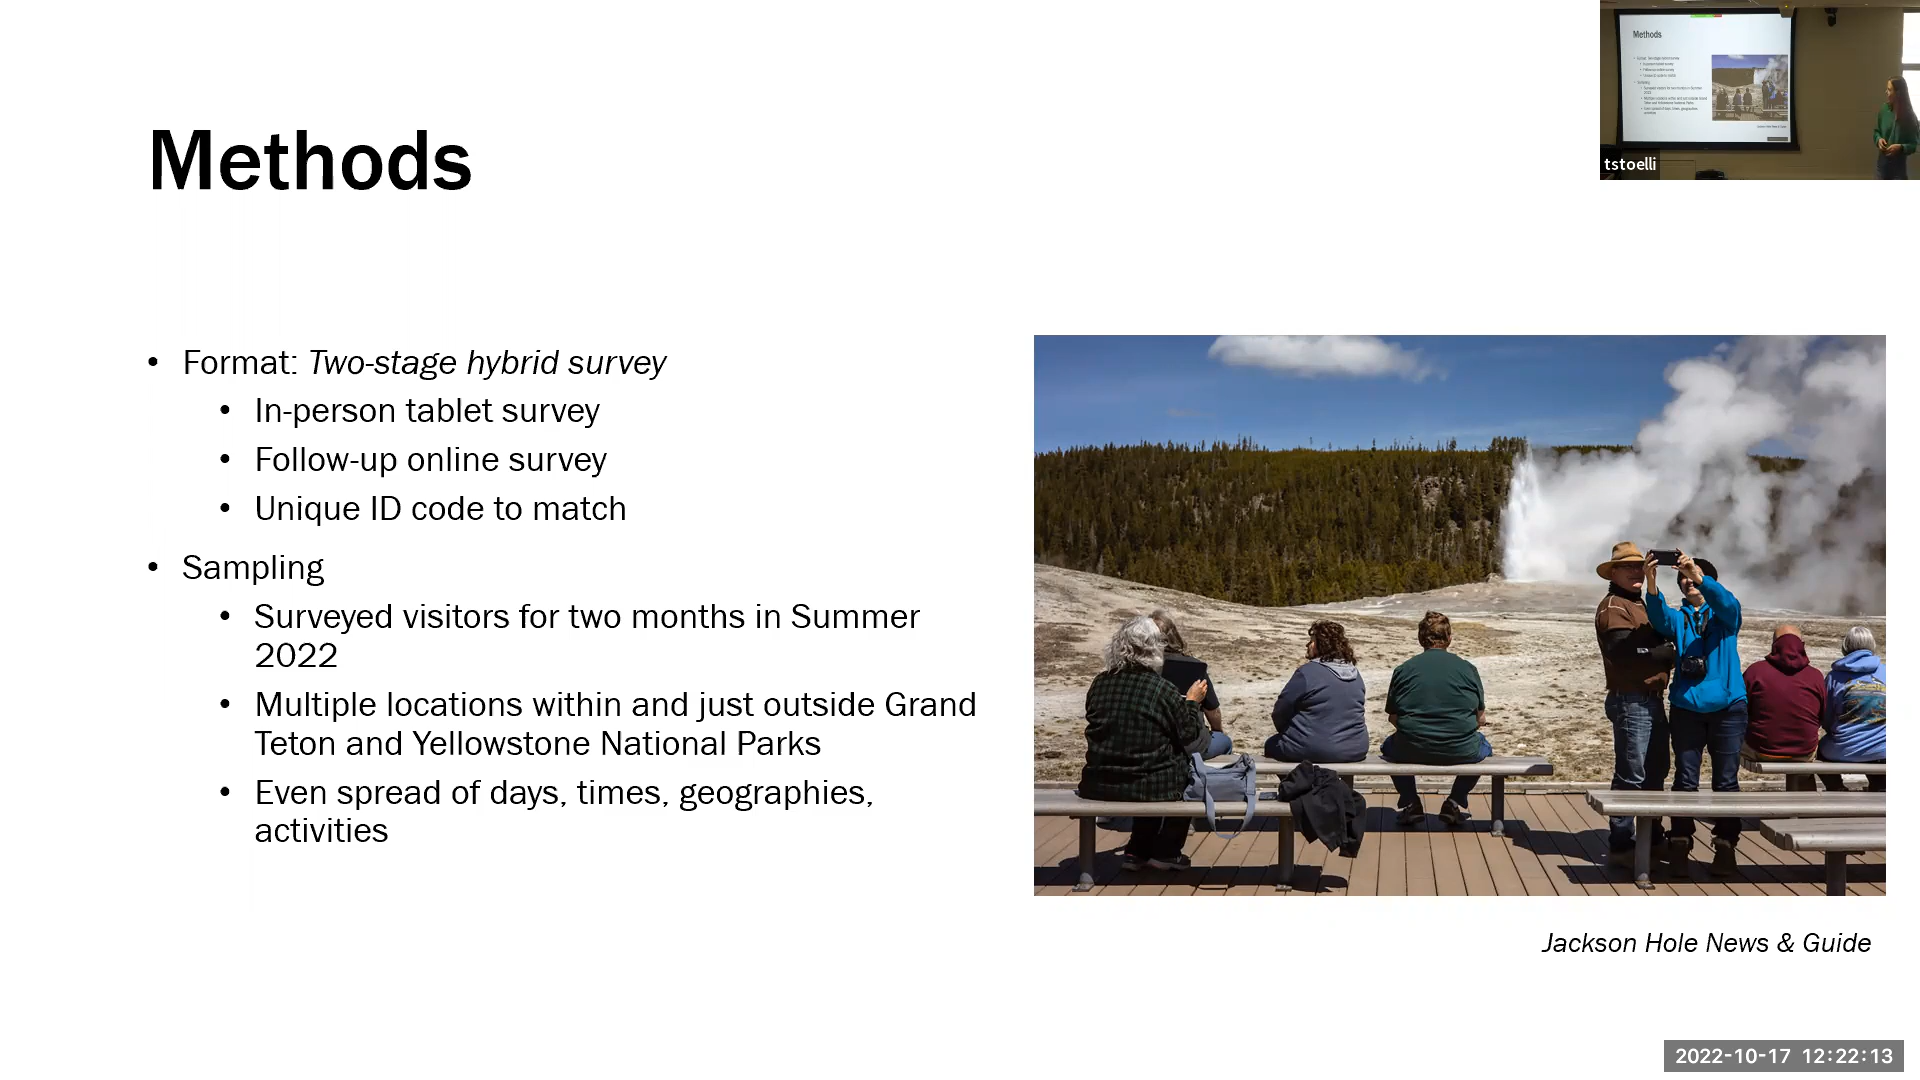 Methods
tstoelli
Methods
• Format: Two-stage hybrid survey
• In-person tablet survey
• Follow-up online survey
• Unique ID code to match
• Sampling
• Surveyed visitors for two months in Summer
2022
• Multiple locations within and just outside Grand
Teton and Yellowstone National Parks
• Even spread of days, times, geographies,
activities
Jackson Hole News & Guide
2022-10-17 12:22:13